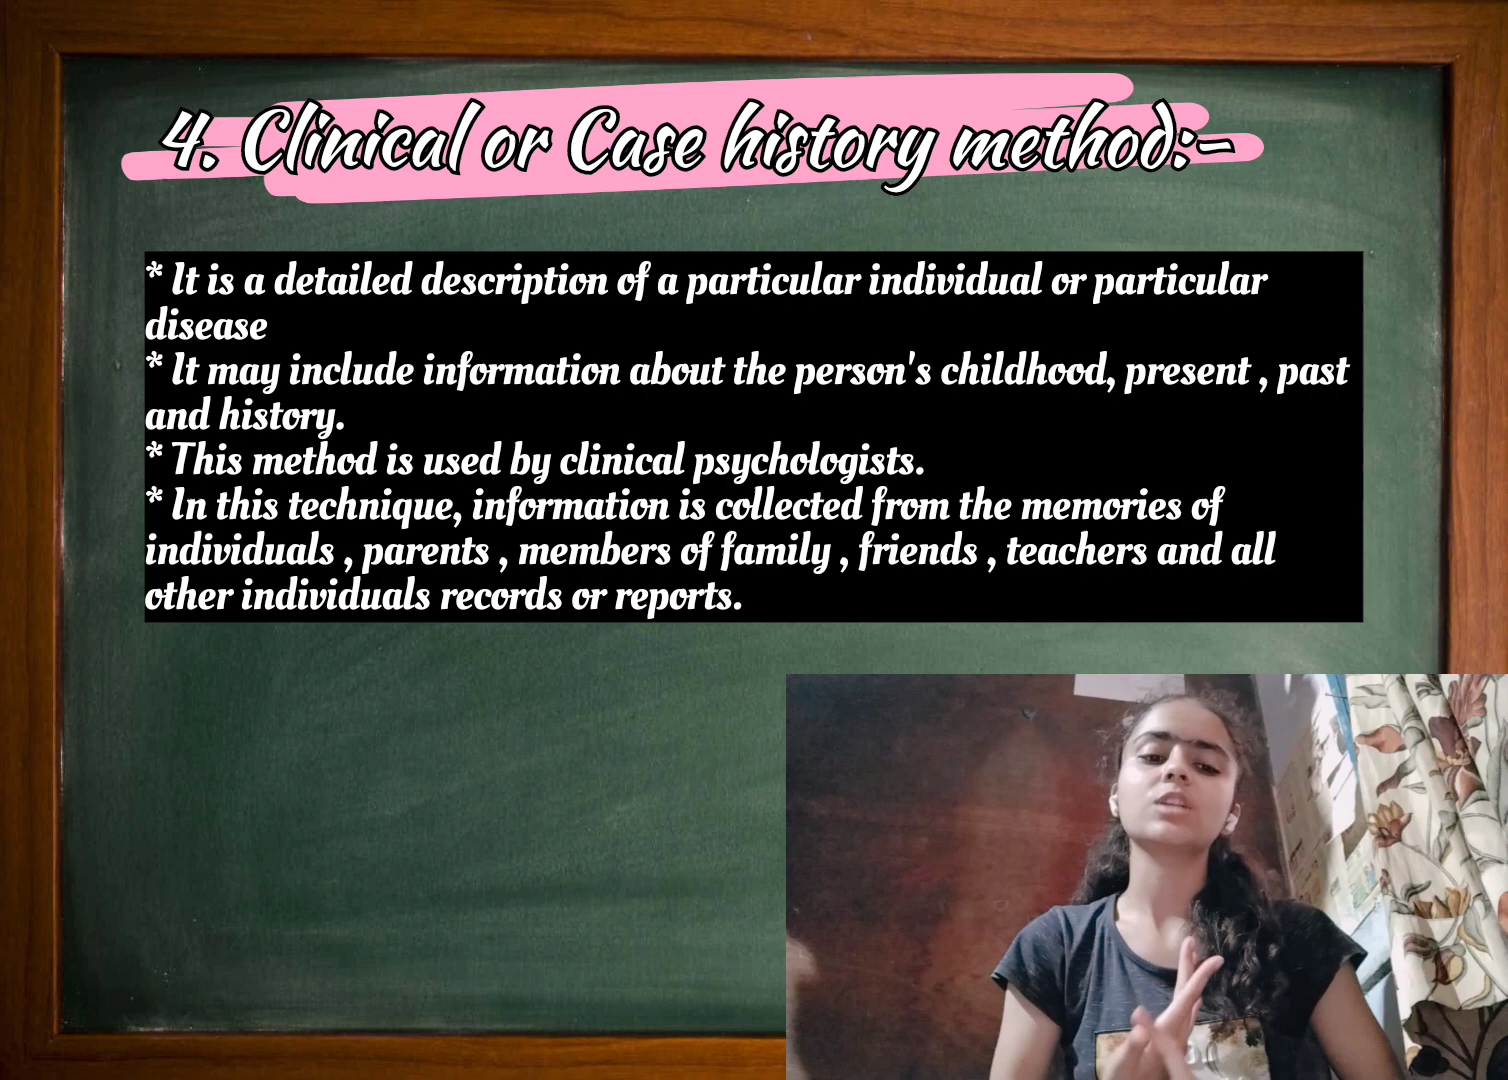 4. Clinical or Case history method:-
* It is a detailed description of a particular individual or particular
disease
* It may include information about the person's childhood, present , past
and history.
* This method is used by clinical psychologists.
* In this technique, information is collected from the memories of
individuals , parents , members of family , friends , teachers and all
other individuals records or reports.